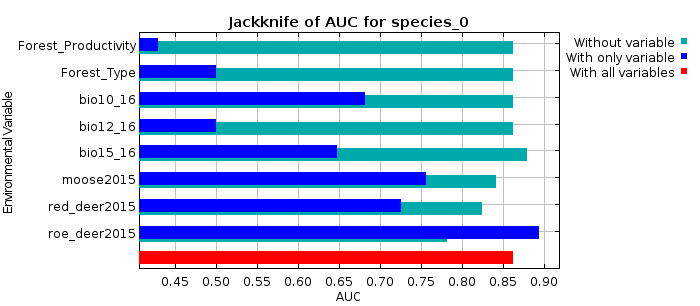 Jackknife of AUC for species_0
Environmental Variable
Forest_Productivity
Forest_Type
bio10_16
bio12_16
bio15_16
moose2015
red_deer2015
roe_deer2015
Without variable
With only variable
With all variables
0.45 0.50 0.55 0.60 0.65 0.70 0.75 0.80 0.85 0.90
AUC